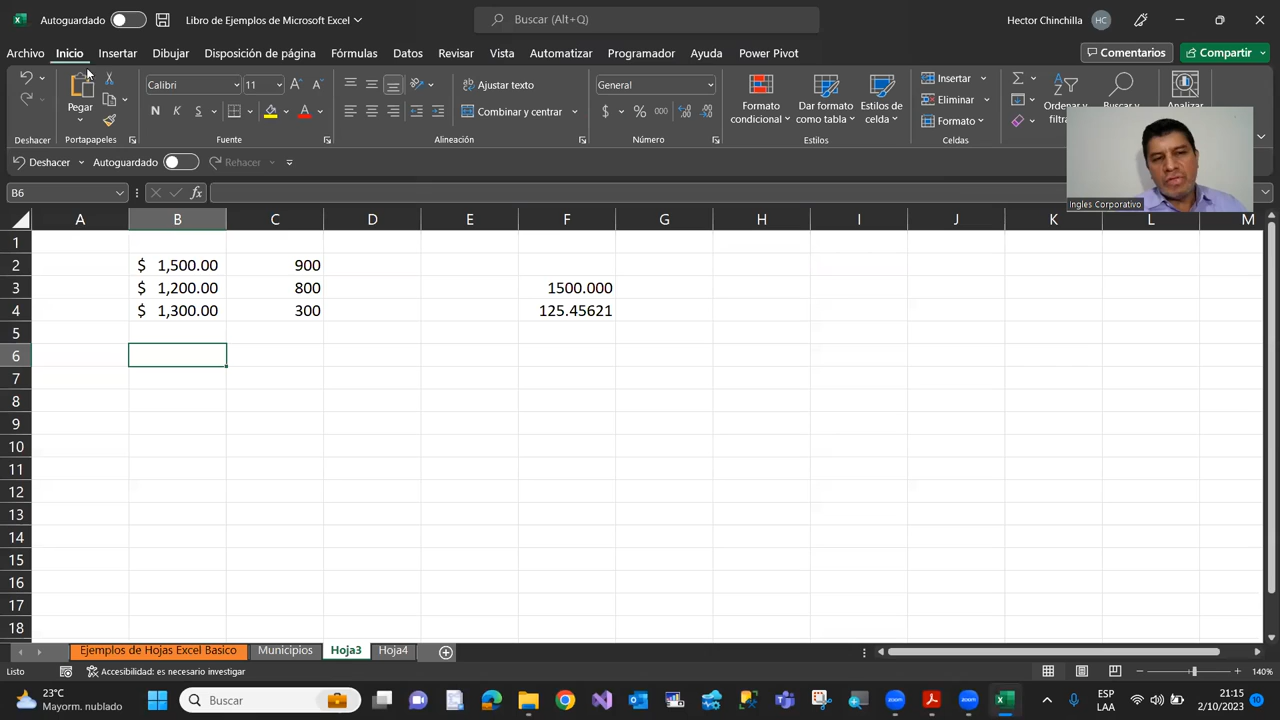 Autoguardado
Libro de Ejemplos de Microsoft Excel
Buscar (Alt+Q)
Hector Chinchilla
HC
Archivo
Inicio
Insertar
Dibujar
Disposición de página
Fórmulas
Datos
Revisar
Vista
Automatizar
Programador
Ayuda
Power Pivot
Comentarios
Compartir
Pegar
Calibri
11
N K S
Ajustar texto
Combinar y centrar
General
$ % 000
Formato
condicional
Dar formato
como tabla
Estilos de
celda
Insertar
Eliminar
Formato
Ordenar y
filtrar
Buscar y
Analizar
Deshacer
Portapapeles
Fuente
Alineación
Número
Estilos
Celdas
Deshacer
Autoguardado
Rehacer
B6
fx
Ingles Corporativo
A B C D E F G H I J K L M
1
2 $ 1,500.00 900
3 $ 1,200.00 800 1500.000
4 $ 1,300.00 300 125.45621
5
6
7
8
9
10
11
12
13
14
15
16
17
18
Ejemplos de Hojas Excel Basico
Municipios
Hoja3
Hoja4
Listo
Accesibilidad: es necesario investigar
140%
23°C
Mayorm. nublado
Buscar
ESP
LAA
21:15
2/10/2023